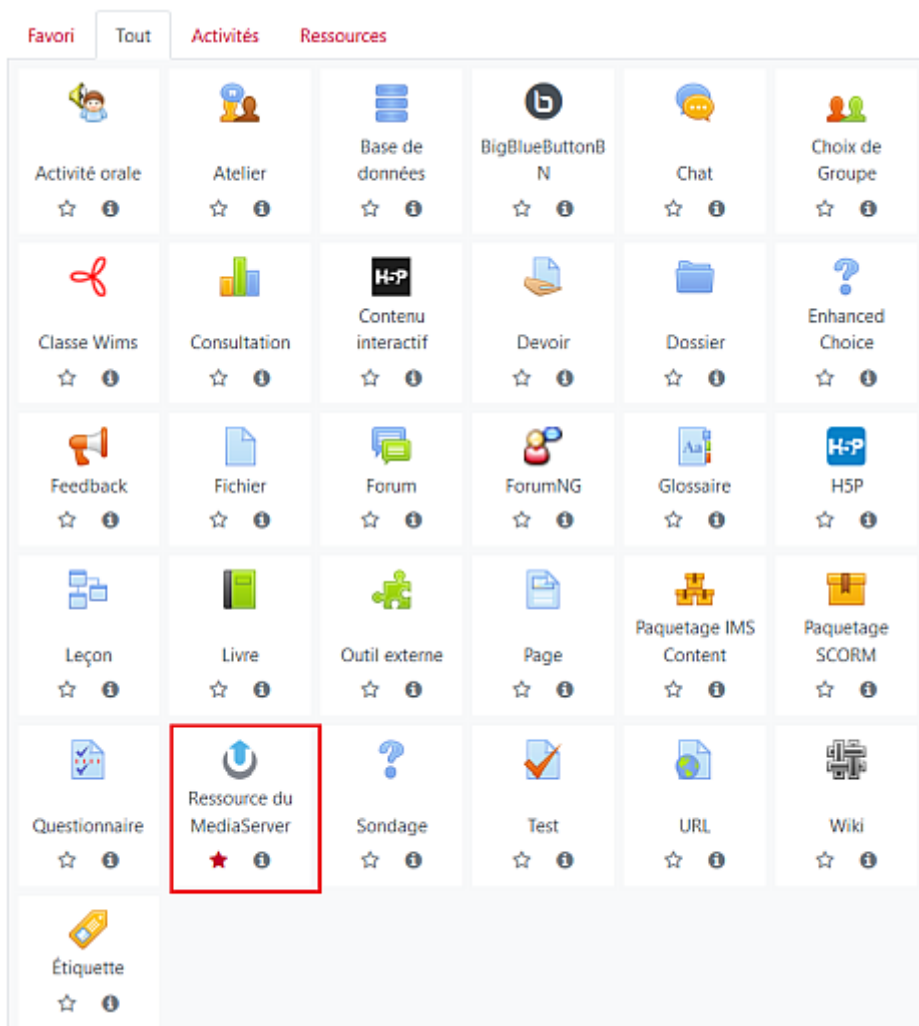 Favori Tout Activités Ressources
Activité orale
Atelier
Base de
données
BigBlueButtonB
N
Chat
Choix de
Groupe
Classe Wims
Consultation
H5P
Contenu
interactif
Devoir
Dossier
Enhanced
Choice
Feedback
Fichier
Forum
ForumNG
Aa
Glossaire
H5P
H5P
Leçon
Livre
Outil externe
Page
Paquetage IMS
Content
Paquetage
SCORM
Questionnaire
Ressource du
MediaServer
Sondage
Test
URL
Wiki
Étiquette